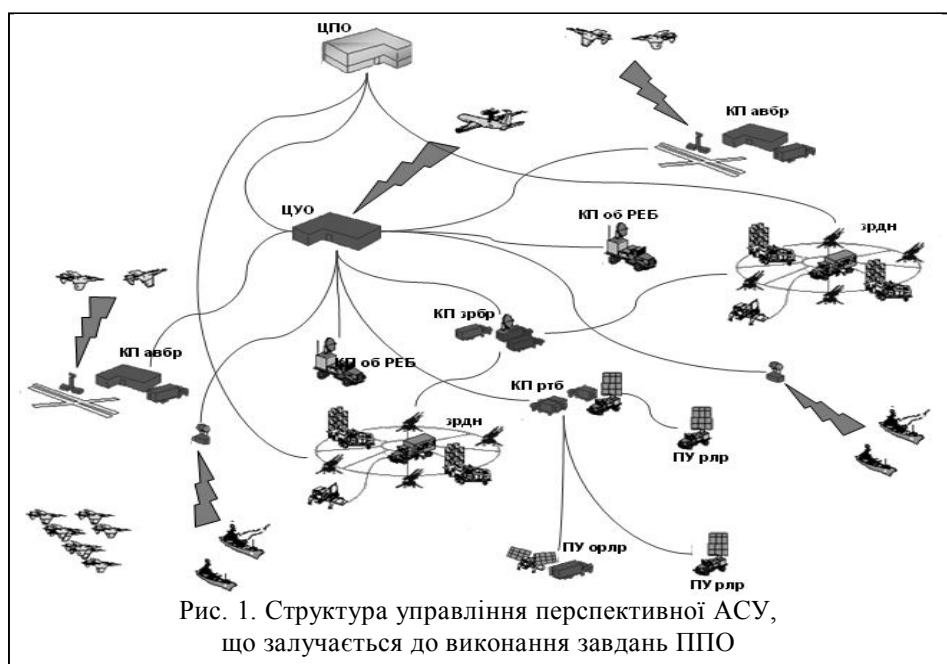 ЦПО
КП авбр
ЦУО
КП об РЕБ
зрдн
КП зрбр
КП авбр
КП об РЕБ
КП ртб
зрдн
ПУ рлр
ПУ орлр
ПУ рлр
Рис. 1. Структура управління перспективної АСУ,
що залучається до виконання завдань ППО